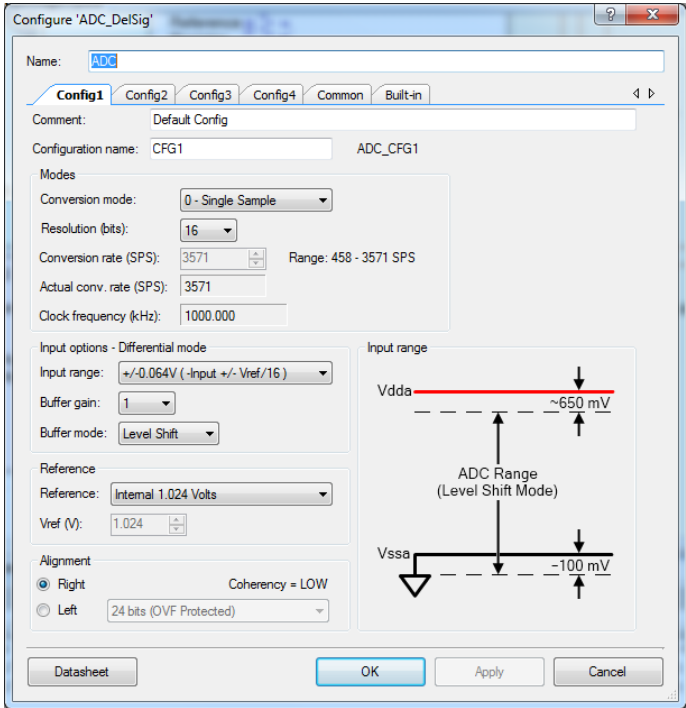 Configure 'ADC_DelSig'
Name: ADC
Config1 Config2 Config3 Config4 Common Built-in
Comment: Default Config
Configuration name: CFG1 ADC_CFG1
Modes
Conversion mode: 0 - Single Sample
Resolution (bits): 16
Conversion rate (SPS): 3571 Range: 458 - 3571 SPS
Actual conv. rate (SPS): 3571
Clock frequency (kHz): 1000.000
Input options - Differential mode
Input range: +/-0.064V ( -Input +/- Vref/16 )
Buffer gain: 1
Buffer mode: Level Shift
Input range
Vdda
~650 mV
ADC Range
(Level Shift Mode)
Vssa
~100 mV
Reference
Reference: Internal 1.024 Volts
Vref (V): 1.024
Alignment
Right Coherency = LOW
Left 24 bits (OVF Protected)
Datasheet OK Apply Cancel